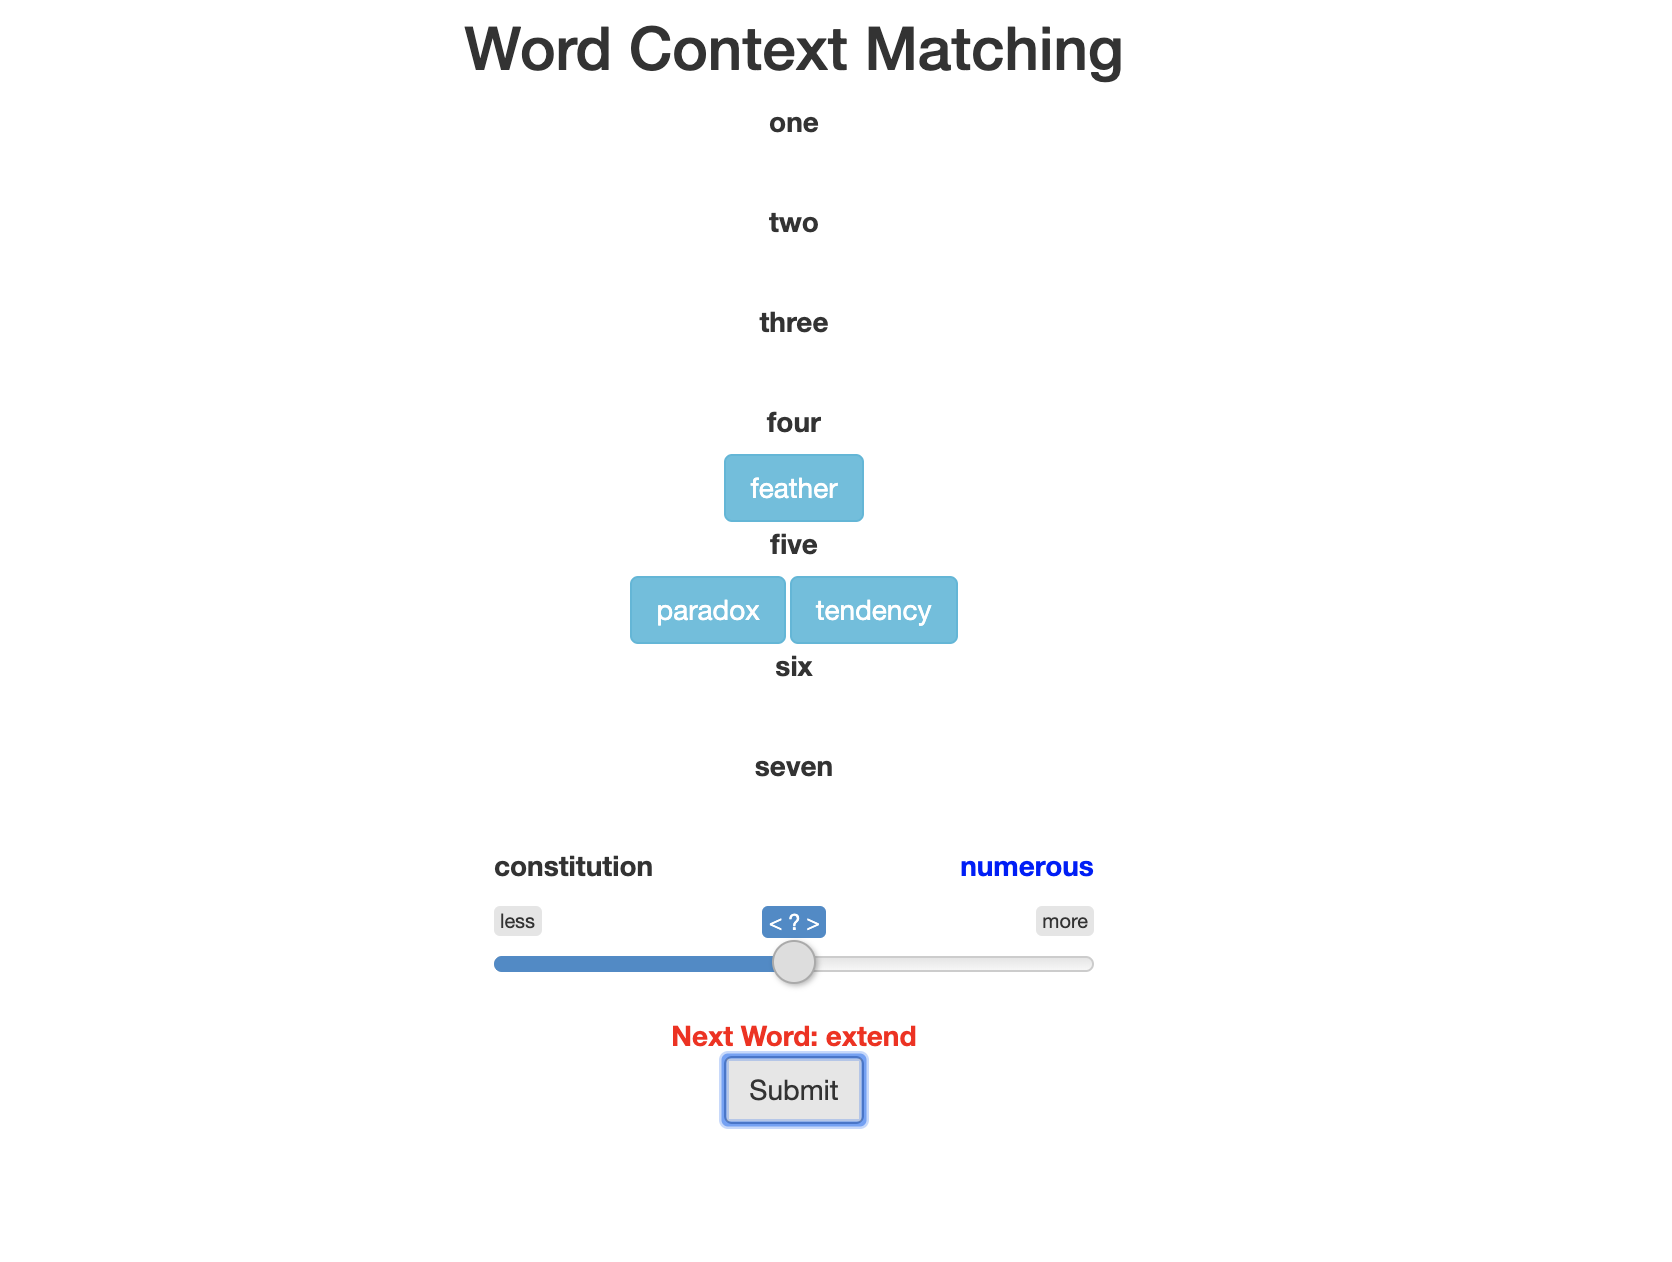 Word Context Matching
one
two
three
four
feather
five
paradox tendency
six
seven
constitution numerous
less < ? > more
Next Word: extend
Submit